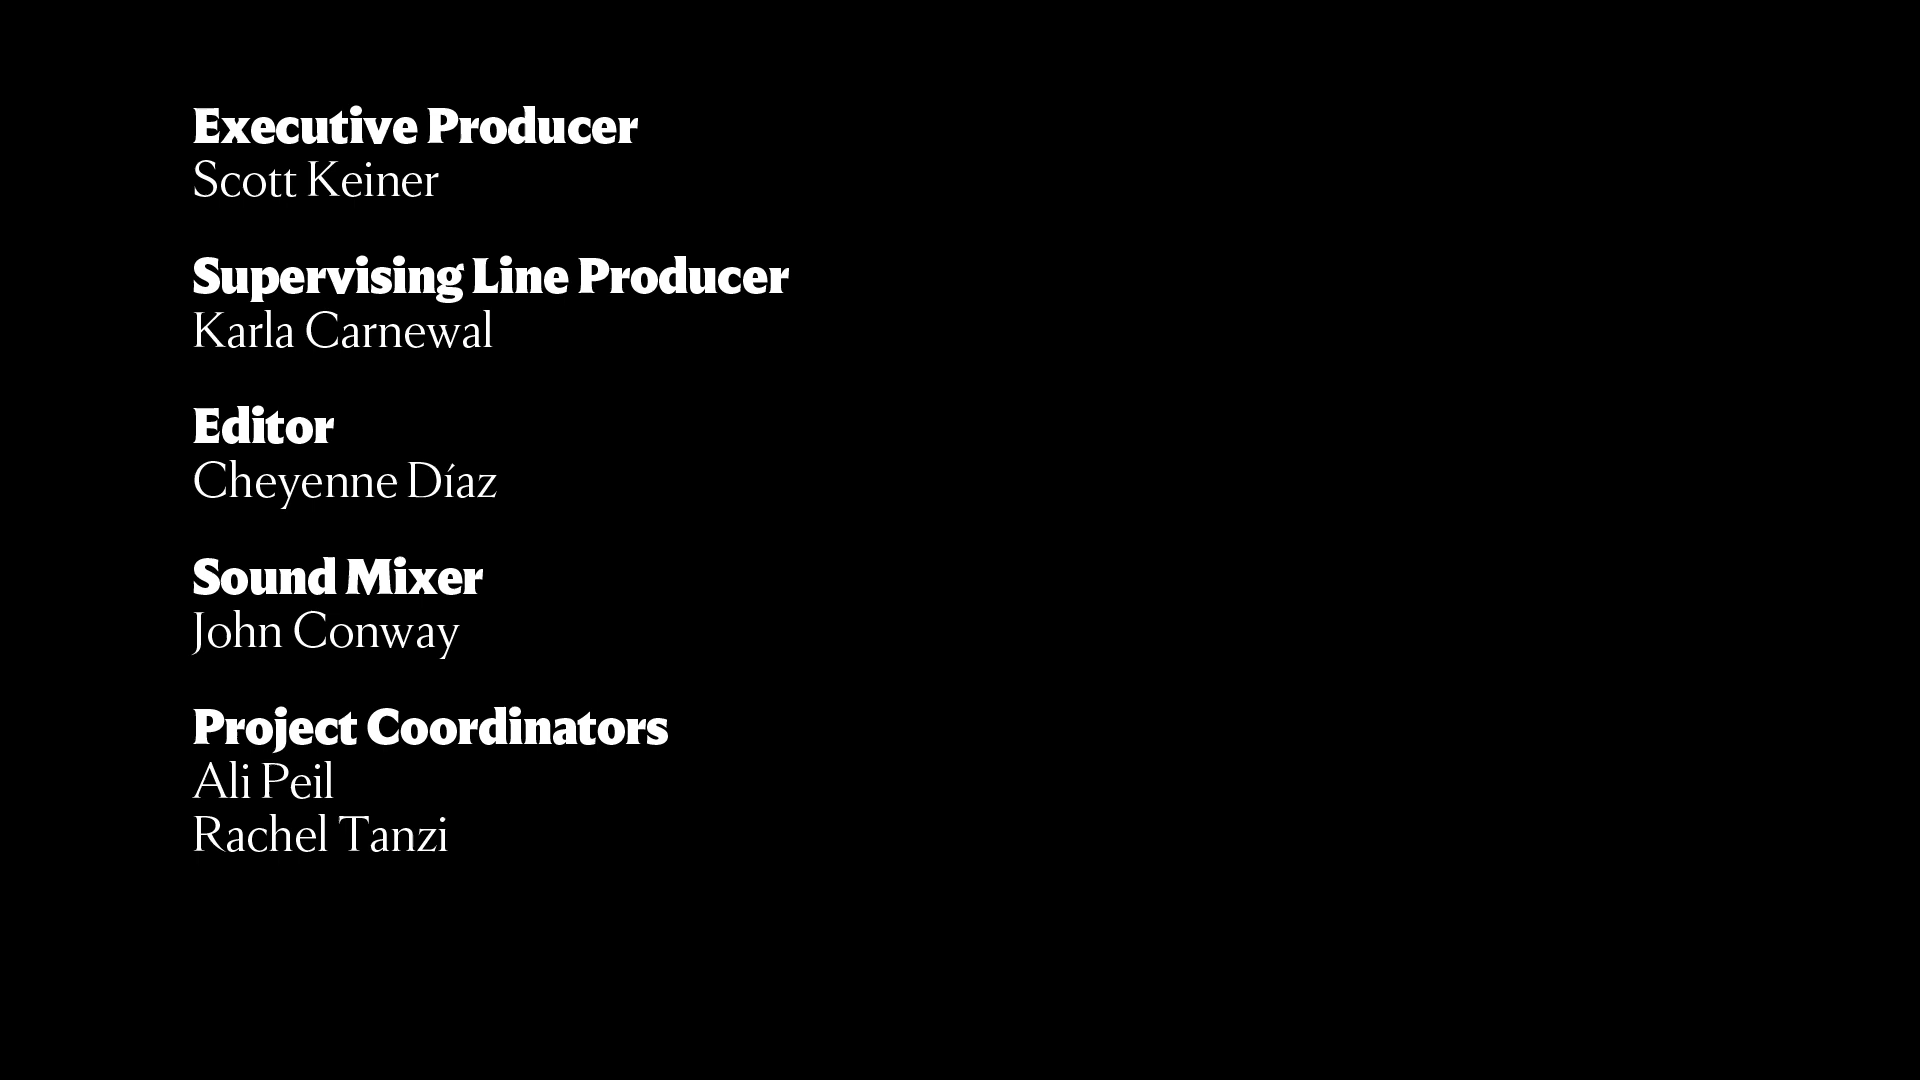 Executive Producer
Scott Keiner
Supervising Line Producer
Karla Carnewal
Editor
Cheyenne Díaz
Sound Mixer
John Conway
Project Coordinators
Ali Peil
Rachel Tanzi